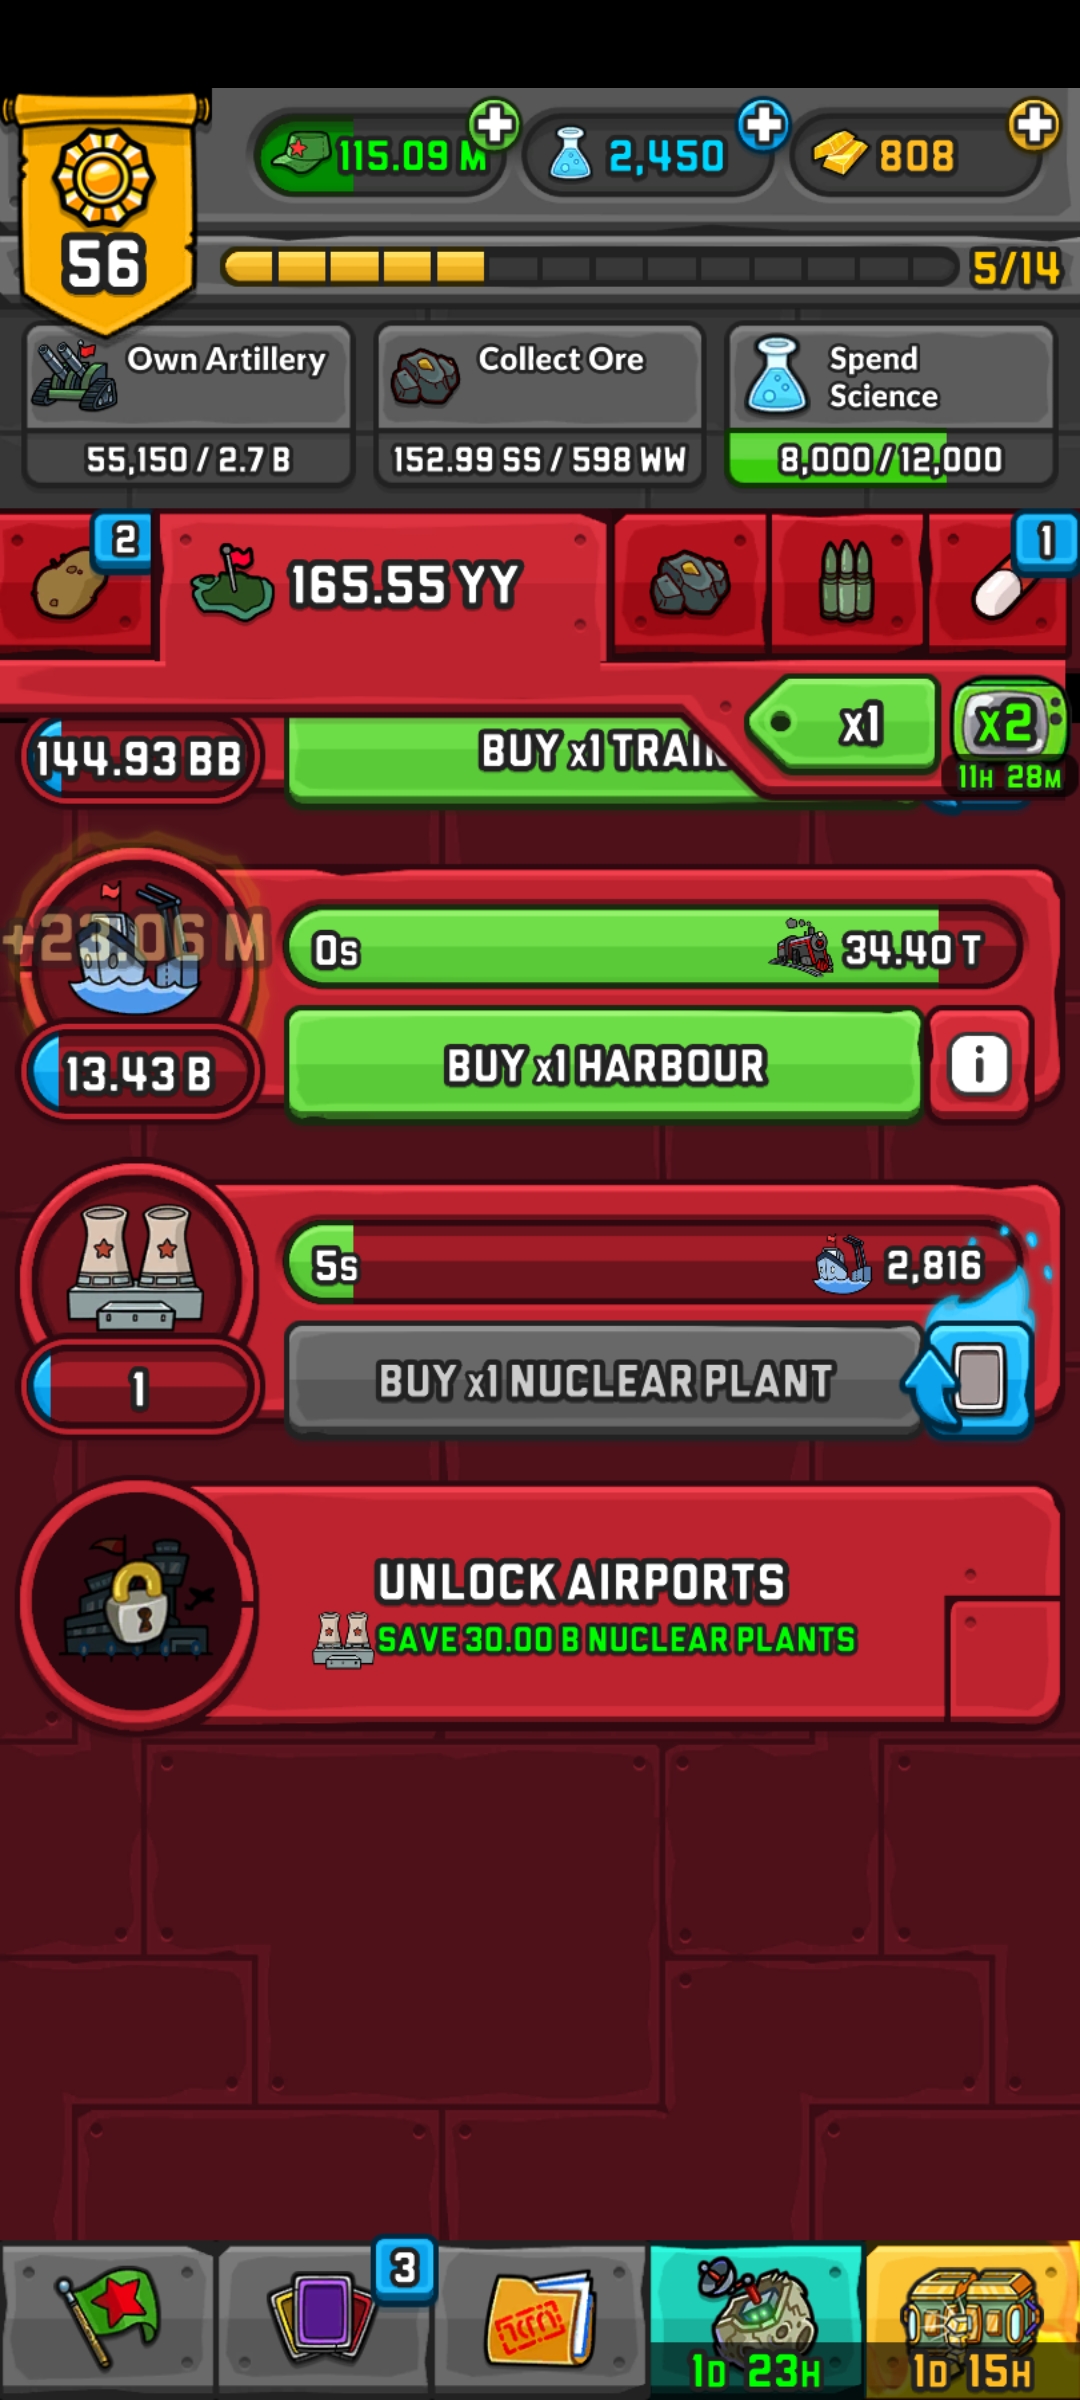 115.09 M
2,450
808
56
5/14
Own Artillery
55,150 / 2.7 B
Collect Ore
152.99 SS / 598 WW
Spend
Science
8,000 / 12,000
2
165.55 YY
1
x1
x2
11H 28M
144.93 BB
BUY x1 TRAIN
+23.06 M
0s
34.40 T
13.43 B
BUY x1 HARBOUR
i
5s
2,816
1
BUY x1 NUCLEAR PLANT
UNLOCK AIRPORTS
SAVE 30.00 B NUCLEAR PLANTS
3
1D 23H
1D 15H